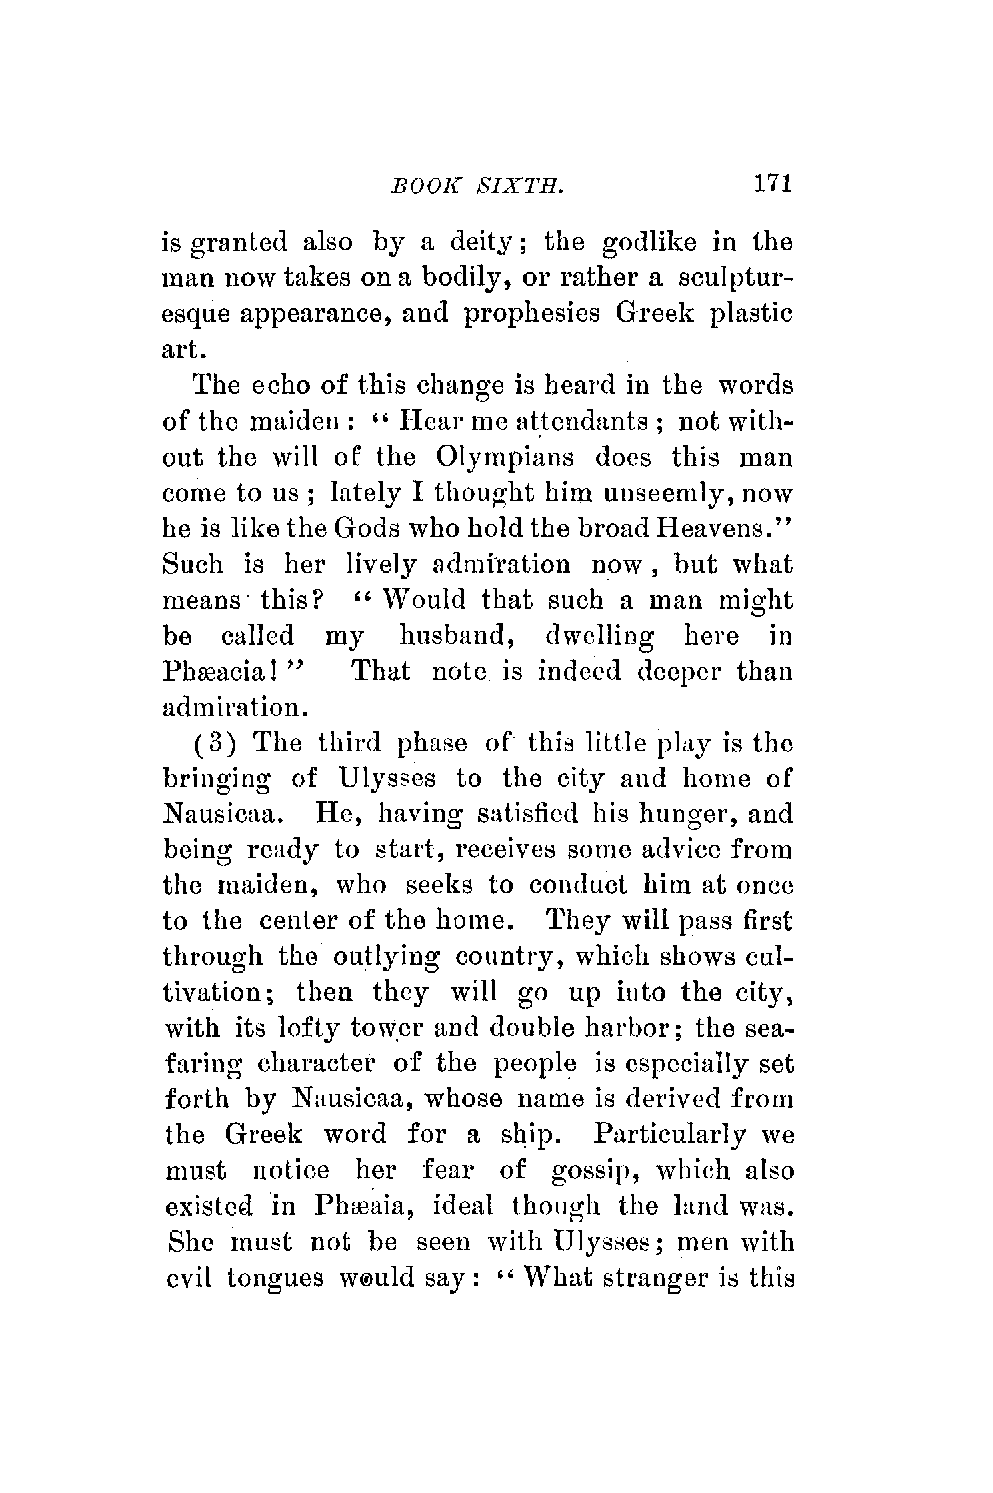 BOOK SIXTH. 171
is granted also by a deity; the godlike in the
man now takes on a bodily, or rather a sculptur-
esque appearance, and prophesies Greek plastic
art.
The echo of this change is heard in the words
of the maiden: “Hear me attendants; not with-
out the will of the Olympians does this man
come to us; lately I thought him unseemly, now
he is like the Gods who hold the broad Heavens.”
Such is her lively admiration now, but what
means this? “Would that such a man might
be called my husband, dwelling here in
Phæacia!” That note is indeed deeper than
admiration.
(3) The third phase of this little play is the
bringing of Ulysses to the city and home of
Nausicaa. He, having satisfied his hunger, and
being ready to start, receives some advice from
the maiden, who seeks to conduct him at once
to the center of the home. They will pass first
through the outlying country, which shows cul-
tivation; then they will go up into the city,
with its lofty tower and double harbor; the sea-
faring character of the people is especially set
forth by Nausicaa, whose name is derived from
the Greek word for a ship. Particularly we
must notice her fear of gossip, which also
existed in Phæaia, ideal though the land was.
She must not be seen with Ulysses; men with
evil tongues would say: “What stranger is this